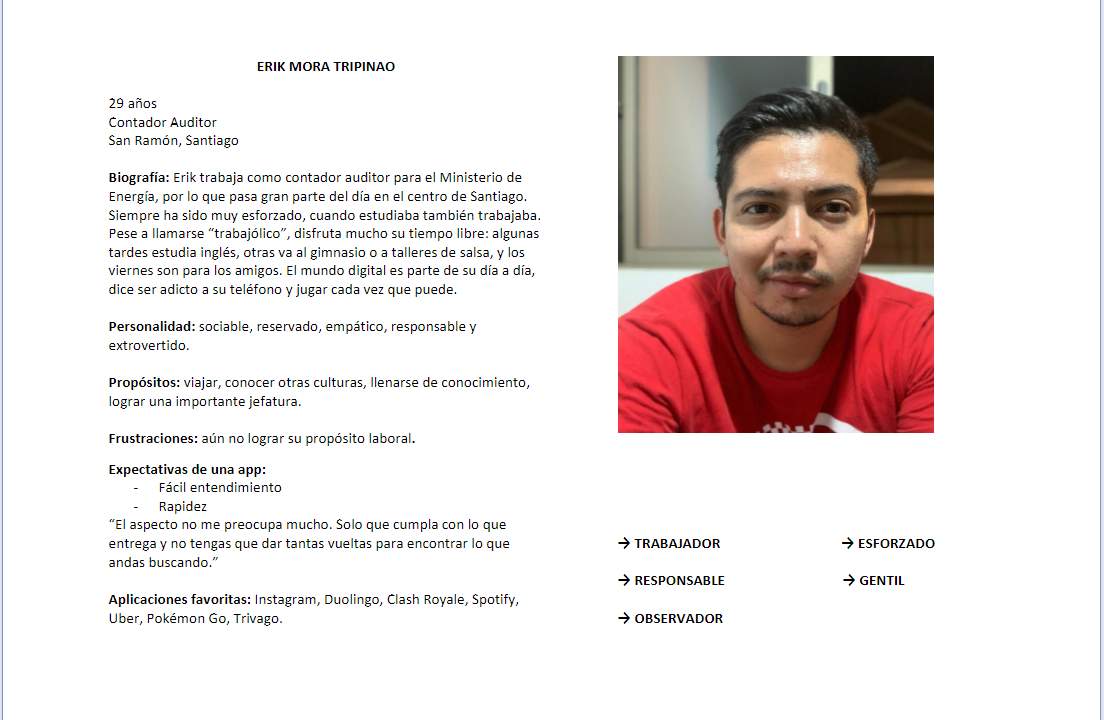 ERIK MORA TRIPINAO
29 años
Contador Auditor
San Ramón, Santiago
Biografía: Erik trabaja como contador auditor para el Ministerio de
Energía, por lo que pasa gran parte del día en el centro de Santiago.
Siempre ha sido muy esforzado, cuando estudiaba también trabajaba.
Pese a llamarse “trabajólico”, disfruta mucho su tiempo libre: algunas
tardes estudia inglés, otras va al gimnasio o a talleres de salsa, y los
viernes son para los amigos. El mundo digital es parte de su día a día,
dice ser adicto a su teléfono y jugar cada vez que puede.
Personalidad: sociable, reservado, empático, responsable y
extrovertido.
Propósitos: viajar, conocer otras culturas, llenarse de conocimiento,
lograr una importante jefatura.
Frustraciones: aún no lograr su propósito laboral.
Expectativas de una app:
- Fácil entendimiento
- Rapidez
“El aspecto no me preocupa mucho. Solo que cumpla con lo que
entrega y no tengas que dar tantas vueltas para encontrar lo que
andas buscando.”
Aplicaciones favoritas: Instagram, Duolingo, Clash Royale, Spotify,
Uber, Pokémon Go, Trivago.
→ TRABAJADOR
→ ESFORZADO
→ RESPONSABLE
→ GENTIL
→ OBSERVADOR